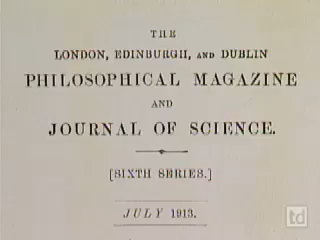 THE
LONDON, EDINBURGH, AND DUBLIN
PHILOSOPHICAL MAGAZINE
AND
JOURNAL OF SCIENCE.
[SIXTH SERIES.]
JULY 1913.
td